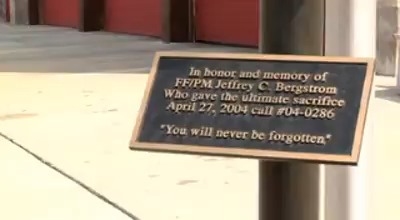 In honor and memory of
FF/PM Jeffrey C. Bergstrom
Who gave the ultimate sacrifice
April 27, 2004 call #04-0286
"You will never be forgotten"